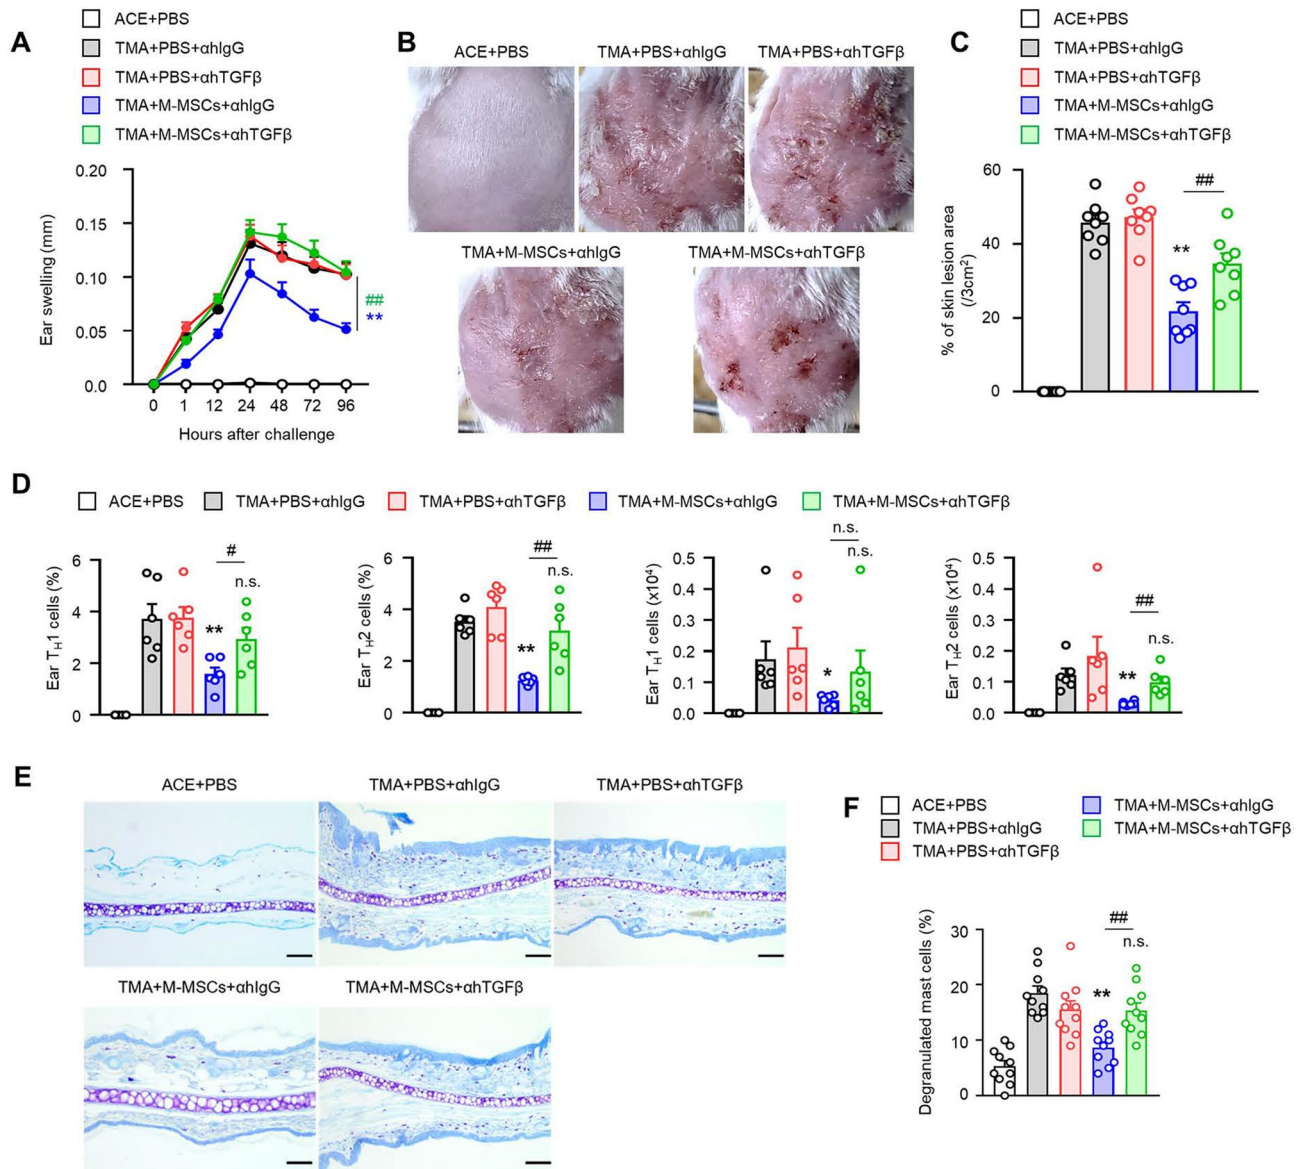 A
ACE+PBS
TMA+PBS+αhIgG
TMA+PBS+αhTGFβ
TMA+M-MSCs+αhIgG
TMA+M-MSCs+αhTGFβ
Ear swelling (mm)
0.20
0.15
0.10
0.05
0.0
##
**
0 1 12 24 48 72 96
Hours after challenge
B
ACE+PBS TMA+PBS+αhIgG TMA+PBS+αhTGFβ
TMA+M-MSCs+αhIgG TMA+M-MSCs+αhTGFβ
C
ACE+PBS
TMA+PBS+αhIgG
TMA+PBS+αhTGFβ
TMA+M-MSCs+αhIgG
TMA+M-MSCs+αhTGFβ
% of skin lesion area
(/3cm²)
60
40
20
0
##
**
D
ACE+PBS TMA+PBS+αhIgG TMA+PBS+αhTGFβ TMA+M-MSCs+αhIgG TMA+M-MSCs+αhTGFβ
Ear TH1 cells (%)
6
4
2
0
#
n.s.
**
Ear TH2 cells (%)
6
4
2
0
##
n.s.
**
Ear TH1 cells (x10⁴)
0.5
0.4
0.3
0.2
0.1
0.0
n.s.
n.s.
*
Ear TH2 cells (x10⁴)
0.5
0.4
0.3
0.2
0.1
0.0
##
n.s.
**
E
ACE+PBS TMA+PBS+αhIgG TMA+PBS+αhTGFβ
TMA+M-MSCs+αhIgG TMA+M-MSCs+αhTGFβ
F
ACE+PBS TMA+M-MSCs+αhIgG
TMA+PBS+αhIgG TMA+M-MSCs+αhTGFβ
TMA+PBS+αhTGFβ
Degranulated mast cells (%)
30
20
10
0
##
n.s.
**